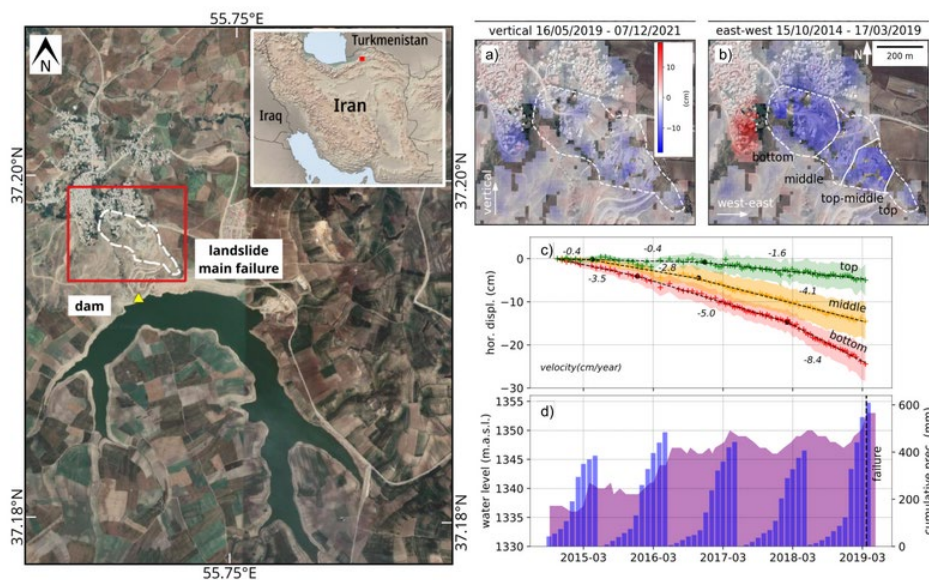 55.75°E
N
Turkmenistan
Iraq
Iran
37.20°N
37.20°N
landslide
main failure
dam
37.18°N
37.18°N
55.75°E
vertical 16/05/2019 - 07/12/2021
a)
10
0
−10
(cm)
vertical
east-west 15/10/2014 - 17/03/2019
b)
N
200 m
bottom
middle
top-middle
top
west-east
c)
hor. displ. (cm)
0
−10
−20
−30
-0.4
-0.4
-1.6
top
-3.5
-2.8
-4.1
middle
-5.0
bottom
-8.4
velocity(cm/year)
d)
water level (m.a.s.l.)
1355
1350
1345
1340
1335
1330
600
400
200
0
cumulative prec. (mm)
failure
2015-03
2016-03
2017-03
2018-03
2019-03